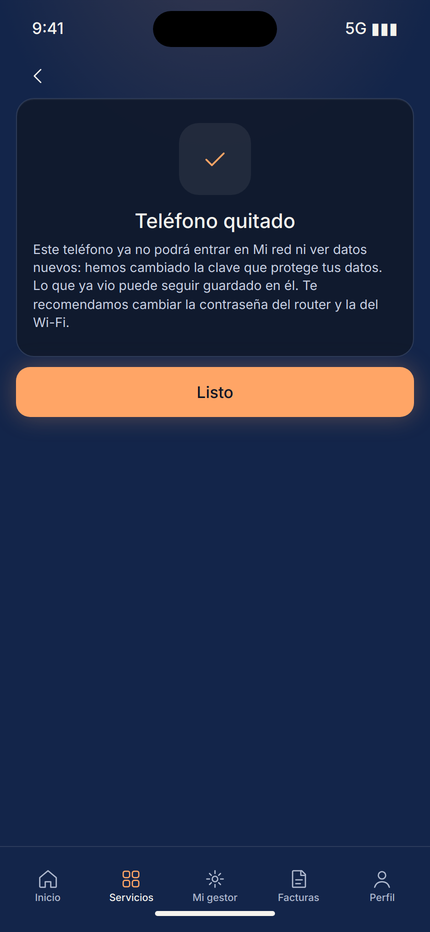 9:41
5G
Teléfono quitado
Este teléfono ya no podrá entrar en Mi red ni ver datos
nuevos: hemos cambiado la clave que protege tus datos.
Lo que ya vio puede seguir guardado en él. Te
recomendamos cambiar la contraseña del router y la del
Wi-Fi.
Listo
Inicio
Servicios
Mi gestor
Facturas
Perfil